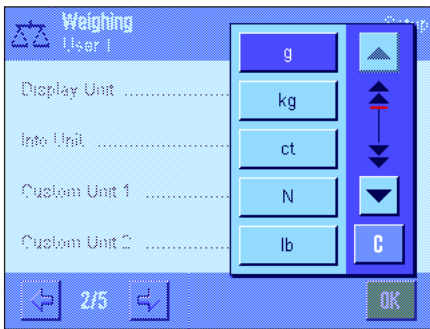 Weighing
User 1
Setup
Display Unit ..................
Info Unit ..................
Custom Unit 1 ..................
Custom Unit 2 ..................
g
kg
ct
N
lb
C
2/5
OK